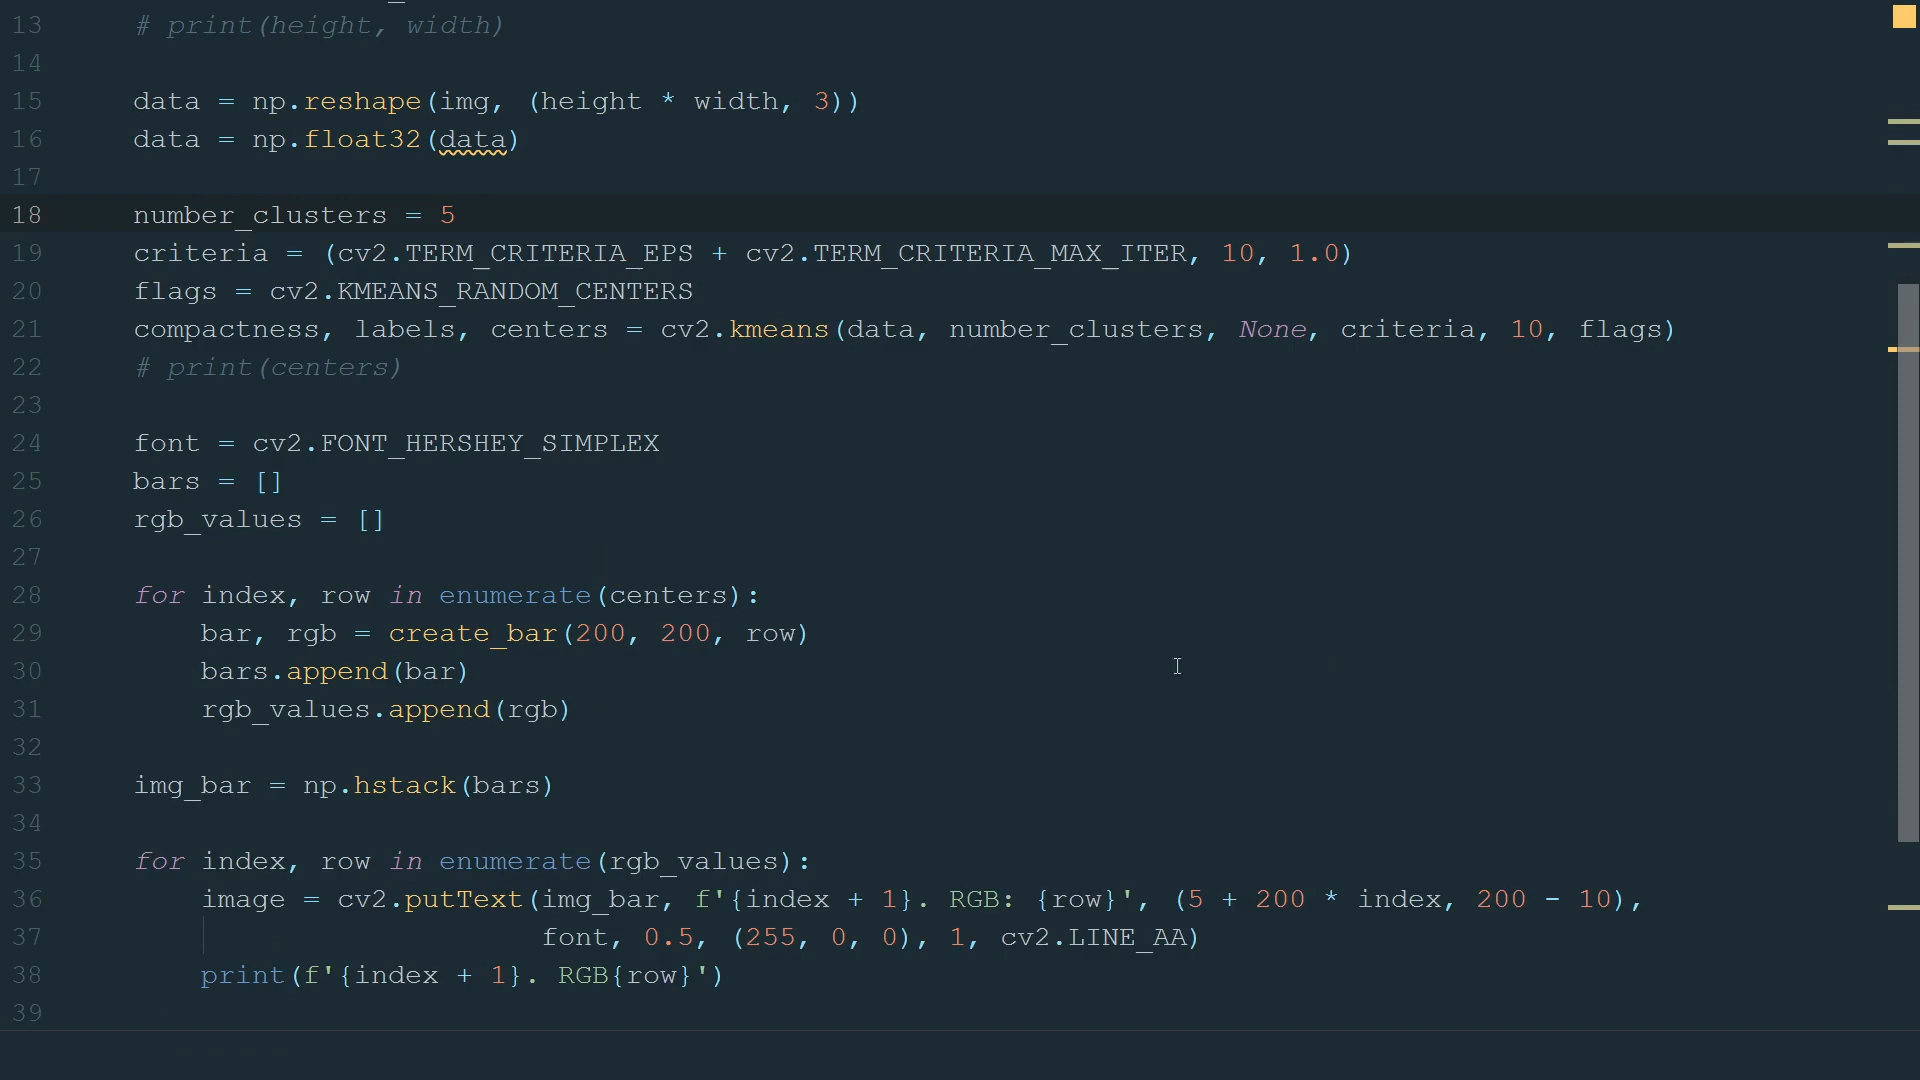 13 # print(height, width)
14
15 data = np.reshape(img, (height * width, 3))
16 data = np.float32(data)
17
18 number_clusters = 5
19 criteria = (cv2.TERM_CRITERIA_EPS + cv2.TERM_CRITERIA_MAX_ITER, 10, 1.0)
20 flags = cv2.KMEANS_RANDOM_CENTERS
21 compactness, labels, centers = cv2.kmeans(data, number_clusters, None, criteria, 10, flags)
22 # print(centers)
23
24 font = cv2.FONT_HERSHEY_SIMPLEX
25 bars = []
26 rgb_values = []
27
28 for index, row in enumerate(centers):
29     bar, rgb = create_bar(200, 200, row)
30     bars.append(bar)
31     rgb_values.append(rgb)
32
33 img_bar = np.hstack(bars)
34
35 for index, row in enumerate(rgb_values):
36     image = cv2.putText(img_bar, f'{index + 1}. RGB: {row}', (5 + 200 * index, 200 - 10),
37                         font, 0.5, (255, 0, 0), 1, cv2.LINE_AA)
38     print(f'{index + 1}. RGB{row}')
39